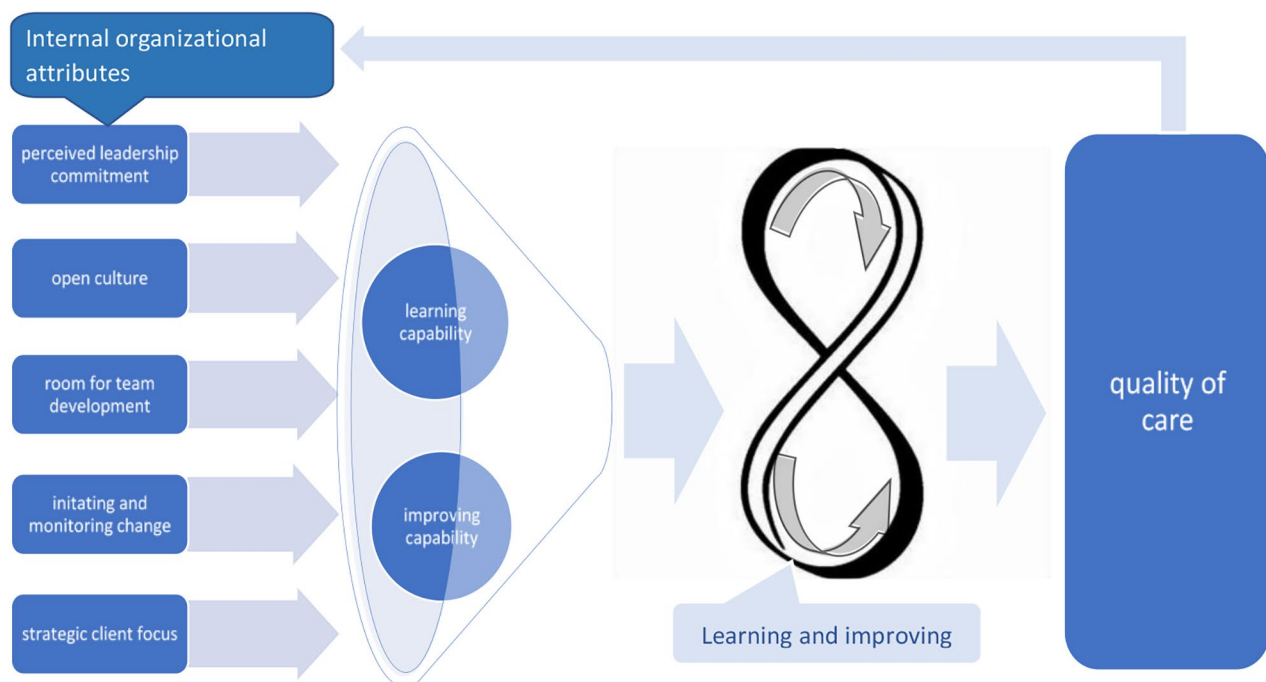 Internal organizational
attributes
perceived leadership
commitment
open culture
room for team
development
initating and
monitoring change
strategic client focus
learning
capability
improving
capability
Learning and improving
quality of
care